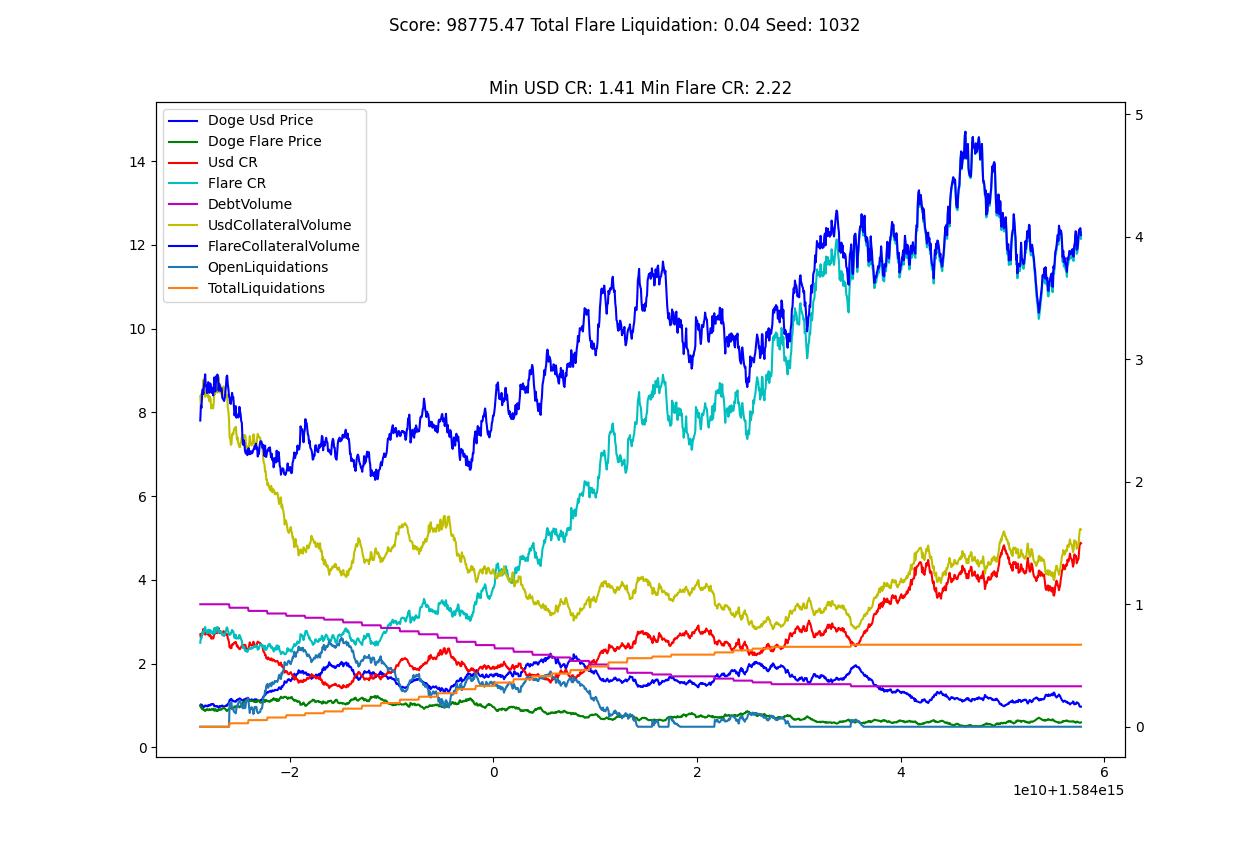 Score: 98775.47 Total Flare Liquidation: 0.04 Seed: 1032
Min USD CR: 1.41 Min Flare CR: 2.22
Doge Usd Price
Doge Flare Price
Usd CR
Flare CR
DebtVolume
UsdCollateralVolume
FlareCollateralVolume
OpenLiquidations
TotalLiquidations
14
12
10
8
6
4
2
0
5
4
3
2
1
0
−2
0
2
4
6
1e10+1.584e15